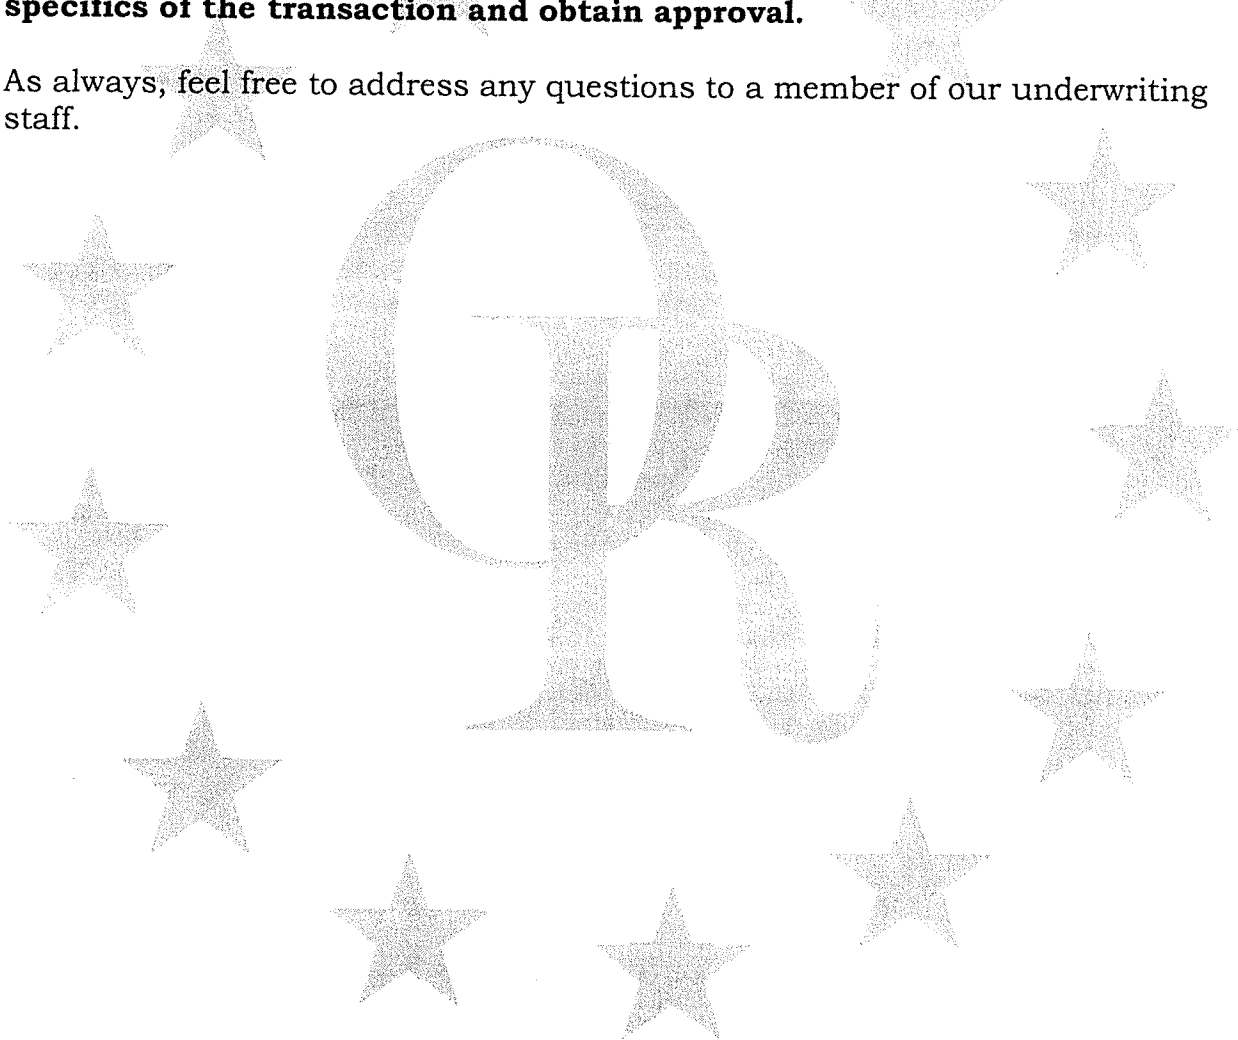 specifics of the transaction and obtain approval.
As always, feel free to address any questions to a member of our underwriting
staff.
OR